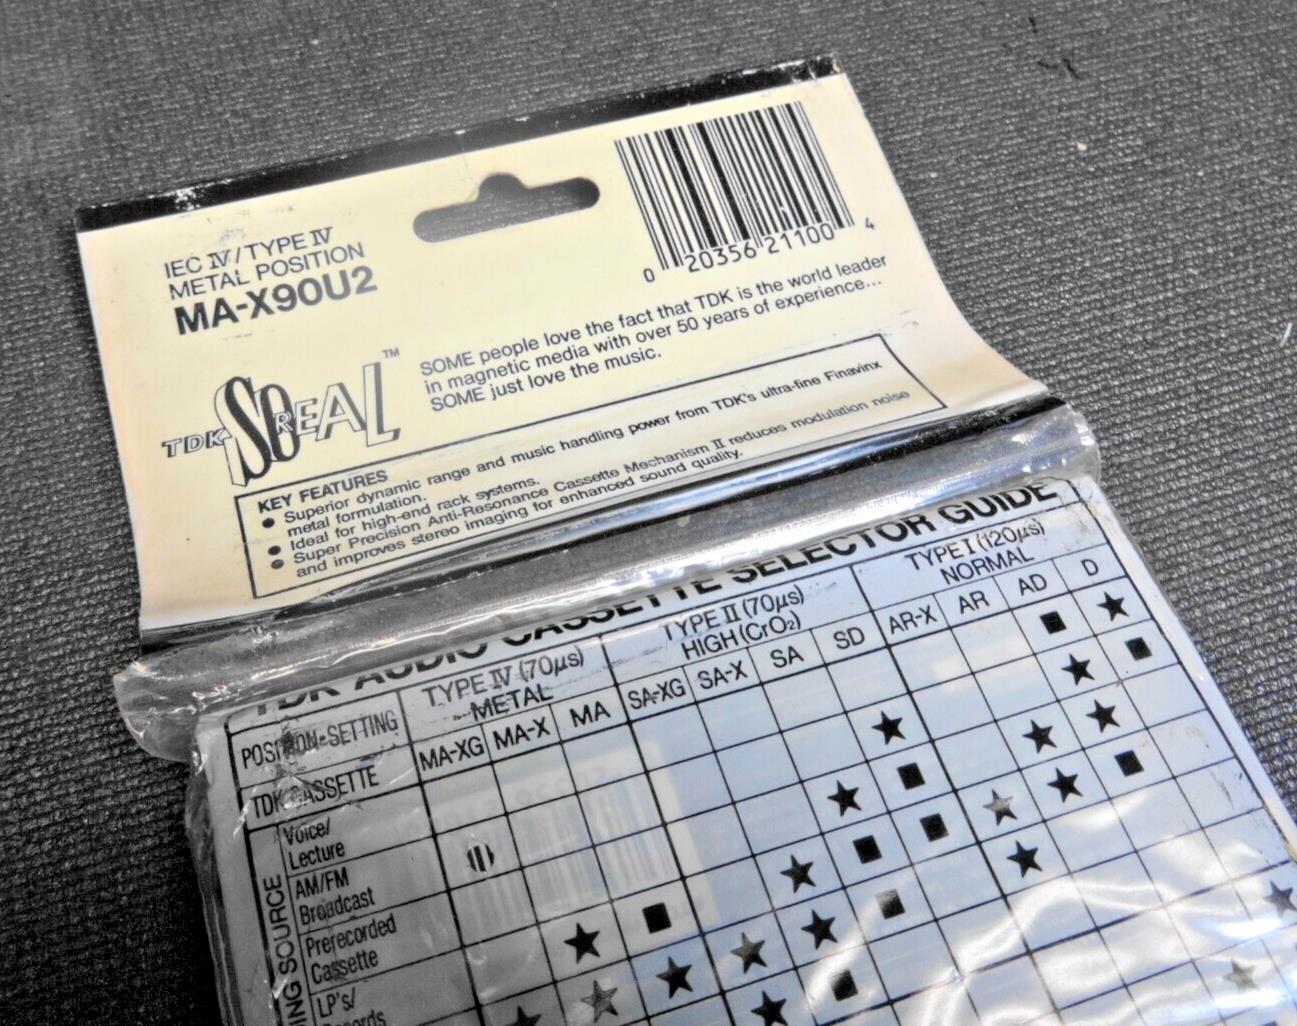 IEC IV/TYPE IV
METAL POSITION
MA-X90U2
0 20356 21100 4
TDK SO REAL™
SOME people love the fact that TDK is the world leader
in magnetic media with over 50 years of experience...
SOME just love the music.
KEY FEATURES
• Superior dynamic range and music handling power from TDK's ultra-fine Finavinx
metal formulation.
• Ideal for high-end rack systems.
• Super Precision Anti-Resonance Cassette Mechanism II reduces modulation noise
and improves stereo imaging for enhanced sound quality.
TDK AUDIO CASSETTE SELECTOR GUIDE
POSITION-SETTING
TYPE IV (70µs)
METAL
TYPE II (70µs)
HIGH (CrO₂)
TYPE I (120µs)
NORMAL
TDK CASSETTE
MA-XG MA-X MA SA-XG SA-X SA SD AR-X AR AD D
Voice/
Lecture
AM/FM
Broadcast
Prerecorded
Cassette
LP's/
SOURCE